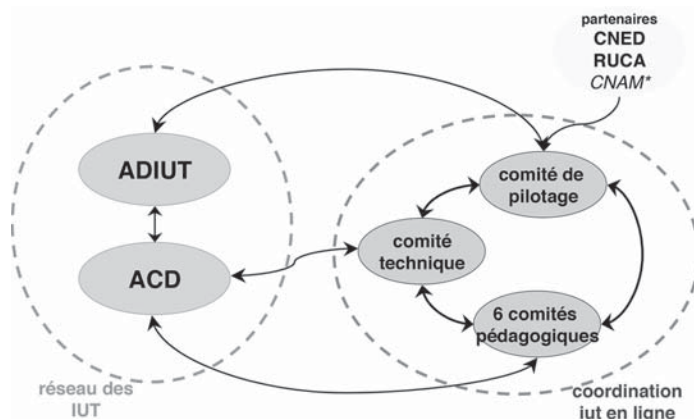 partenaires
CNED
RUCA
CNAM*
ADIUT
comité de
pilotage
comité
technique
ACD
6 comités
pédagogiques
réseau des
IUT
coordination
iut en ligne